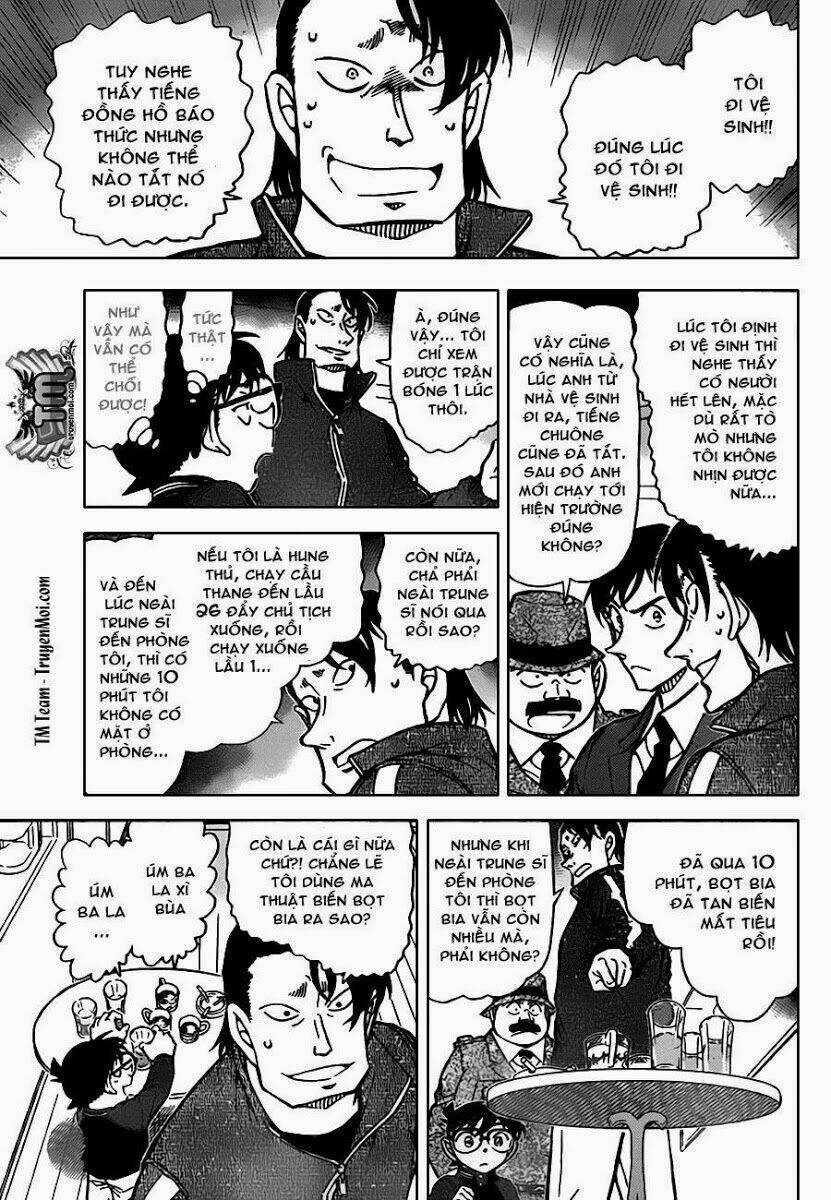 TÔI
ĐI VỆ
SINH!!
ĐÚNG LÚC
ĐÓ TÔI ĐI
VỆ SINH!!
TUY NGHE
THẤY TIẾNG
ĐỒNG HỒ BÁO
THỨC NHƯNG
KHÔNG THỂ
NÀO TẮT NÓ
ĐI ĐƯỢC.
LÚC TÔI ĐỊNH
ĐI VỆ SINH THÌ
NGHE THẤY
CÓ NGƯỜI
HÉT LÊN, MẶC
DÙ RẤT TÒ
MÒ NHƯNG
TÔI KHÔNG
NHỊN ĐƯỢC
NỮA...
VẬY CŨNG
CÓ NGHĨA LÀ,
LÚC ANH TỪ
NHÀ VỆ SINH
ĐI RA, TIẾNG
CHUÔNG
CŨNG ĐÃ TẮT.
SAU ĐÓ ANH
MỚI CHẠY TỚI
HIỆN TRƯỜNG
ĐÚNG
KHÔNG?
À, ĐÚNG
VẬY... TÔI
CHỈ XEM
ĐƯỢC TRẬN
BÓNG 1 LÚC
THÔI.
TỨC
THẬT
...
NHƯ
VẬY MÀ
VẪN CÓ
THỂ
CHỐI
ĐƯỢC!
TM
truyenmoi.com
CÒN NỮA,
CHẢ PHẢI
NGÀI TRUNG
SĨ NÓI QUA
RỒI SAO?
NẾU TÔI LÀ HUNG
THỦ, CHẠY CẦU
THANG ĐẾN LẦU
26 ĐẨY CHỦ TỊCH
XUỐNG, RỒI
CHẠY XUỐNG
LẦU 1...
VÀ ĐẾN
LÚC NGÀI
TRUNG SĨ
ĐẾN PHÒNG
TÔI, THÌ CÓ
NHỮNG 10
PHÚT TÔI
KHÔNG CÓ
MẶT Ở
PHÒNG...
TM Team - TruyenMoi.com
ĐÃ QUA 10
PHÚT, BỌT BIA
ĐÃ TAN BIẾN
MẤT TIÊU
RỒI!
NHƯNG KHI
NGÀI TRUNG SĨ
ĐẾN PHÒNG
TÔI THÌ BỌT
BIA VẪN CÒN
NHIỀU MÀ,
PHẢI KHÔNG?
CÒN LÀ CÁI GÌ NỮA
CHỨ?! CHẲNG LẼ
TÔI DÙNG MA
THUẬT BIẾN BỌT
BIA RA SAO?
ÚM BA
LA XÌ
BÙA
ÚM
BA LA
...